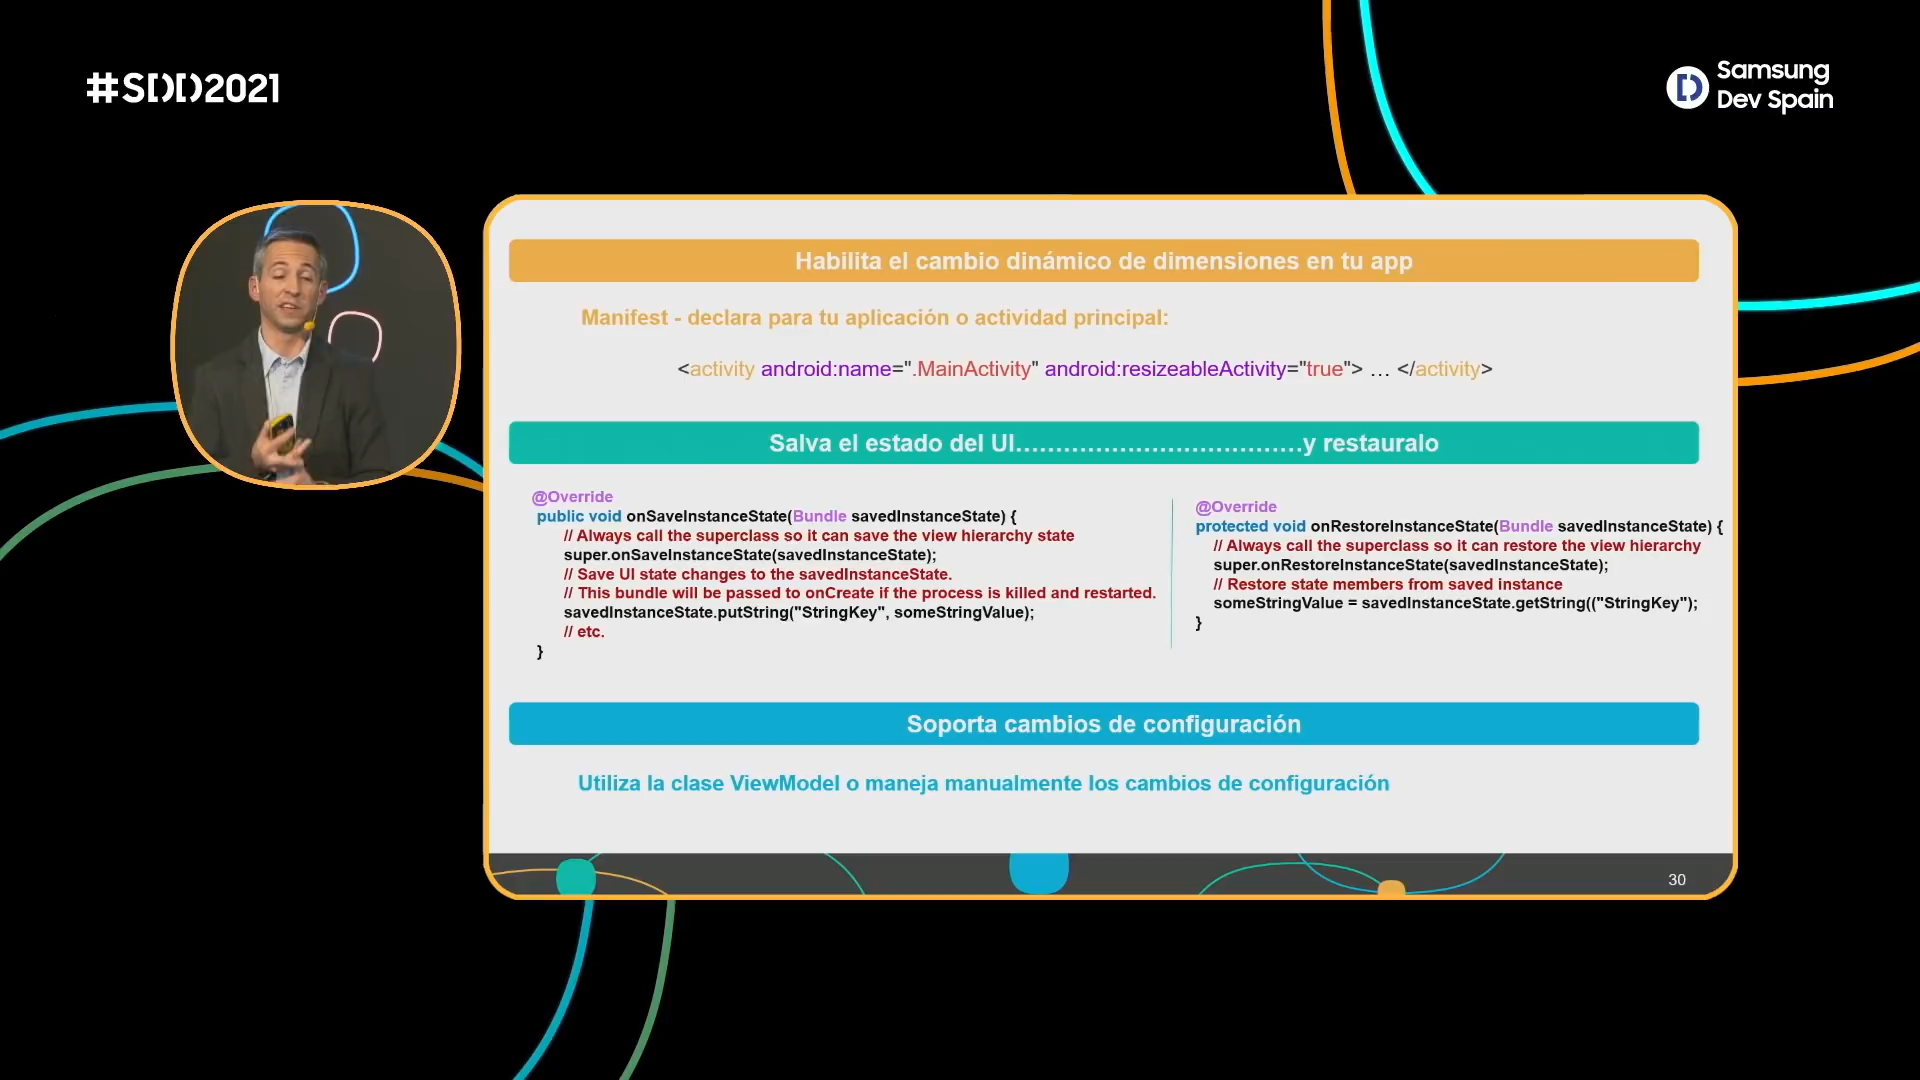 #SDD2021
Samsung
Dev Spain
Habilita el cambio dinámico de dimensiones en tu app
Manifest - declara para tu aplicación o actividad principal:
<activity android:name=".MainActivity" android:resizeableActivity="true"> … </activity>
Salva el estado del UI....................................y restauralo
@Override
public void onSaveInstanceState(Bundle savedInstanceState) {
// Always call the superclass so it can save the view hierarchy state
super.onSaveInstanceState(savedInstanceState);
// Save UI state changes to the savedInstanceState.
// This bundle will be passed to onCreate if the process is killed and restarted.
savedInstanceState.putString("StringKey", someStringValue);
// etc.
}
@Override
protected void onRestoreInstanceState(Bundle savedInstanceState) {
// Always call the superclass so it can restore the view hierarchy
super.onRestoreInstanceState(savedInstanceState);
// Restore state members from saved instance
someStringValue = savedInstanceState.getString(("StringKey");
}
Soporta cambios de configuración
Utiliza la clase ViewModel o maneja manualmente los cambios de configuración
30